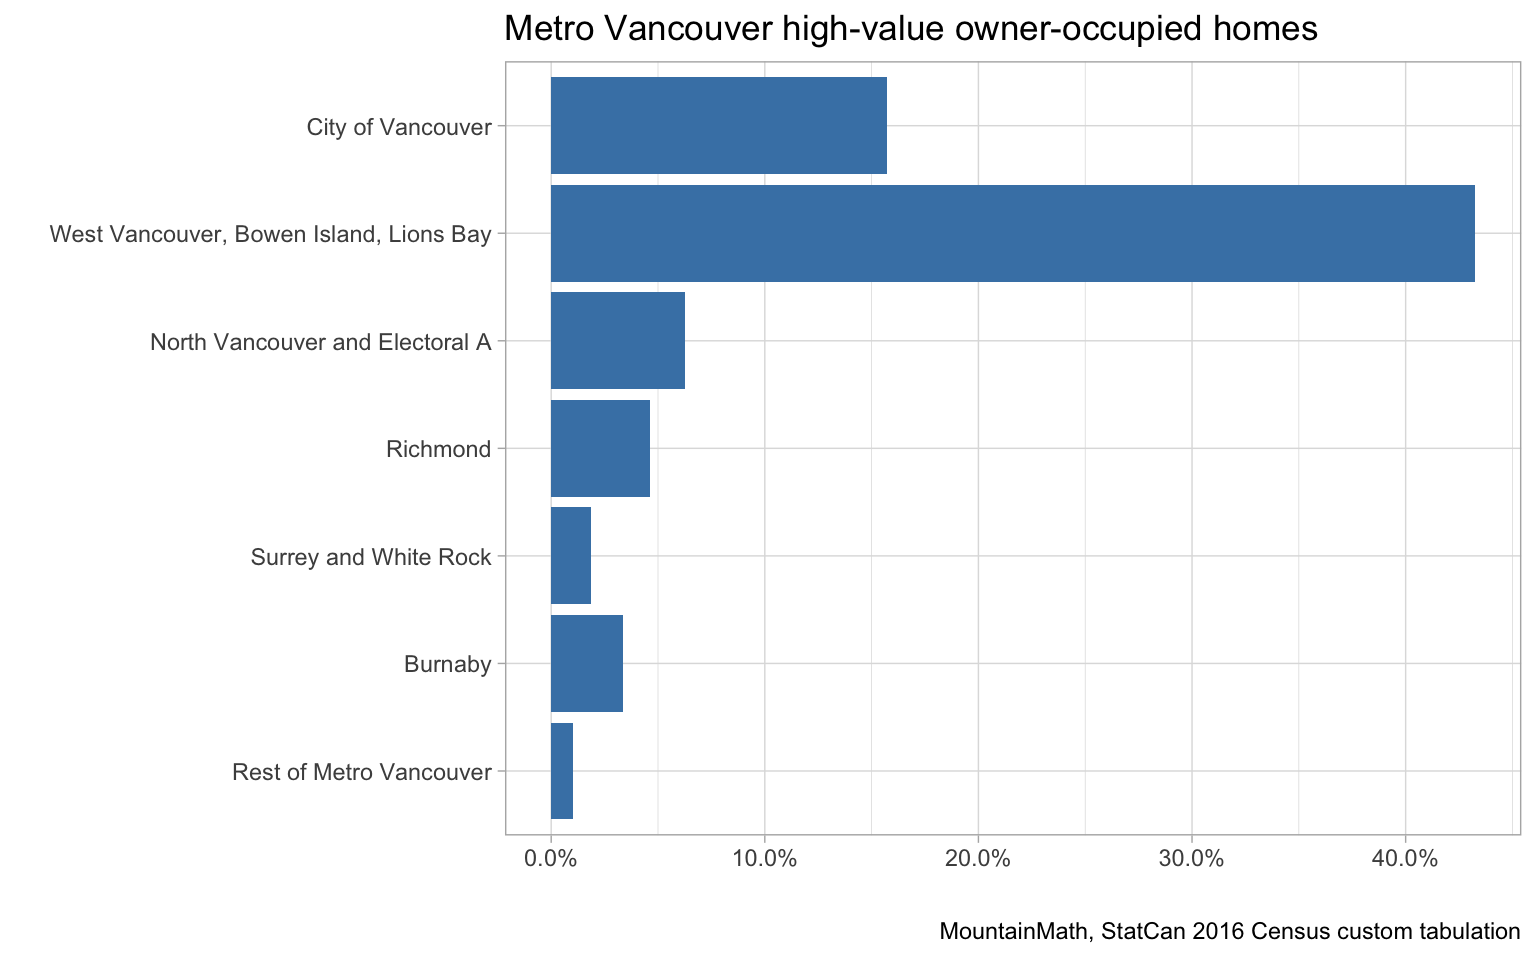 Metro Vancouver high-value owner-occupied homes
City of Vancouver
West Vancouver, Bowen Island, Lions Bay
North Vancouver and Electoral A
Richmond
Surrey and White Rock
Burnaby
Rest of Metro Vancouver
0.0% 10.0% 20.0% 30.0% 40.0%
MountainMath, StatCan 2016 Census custom tabulation